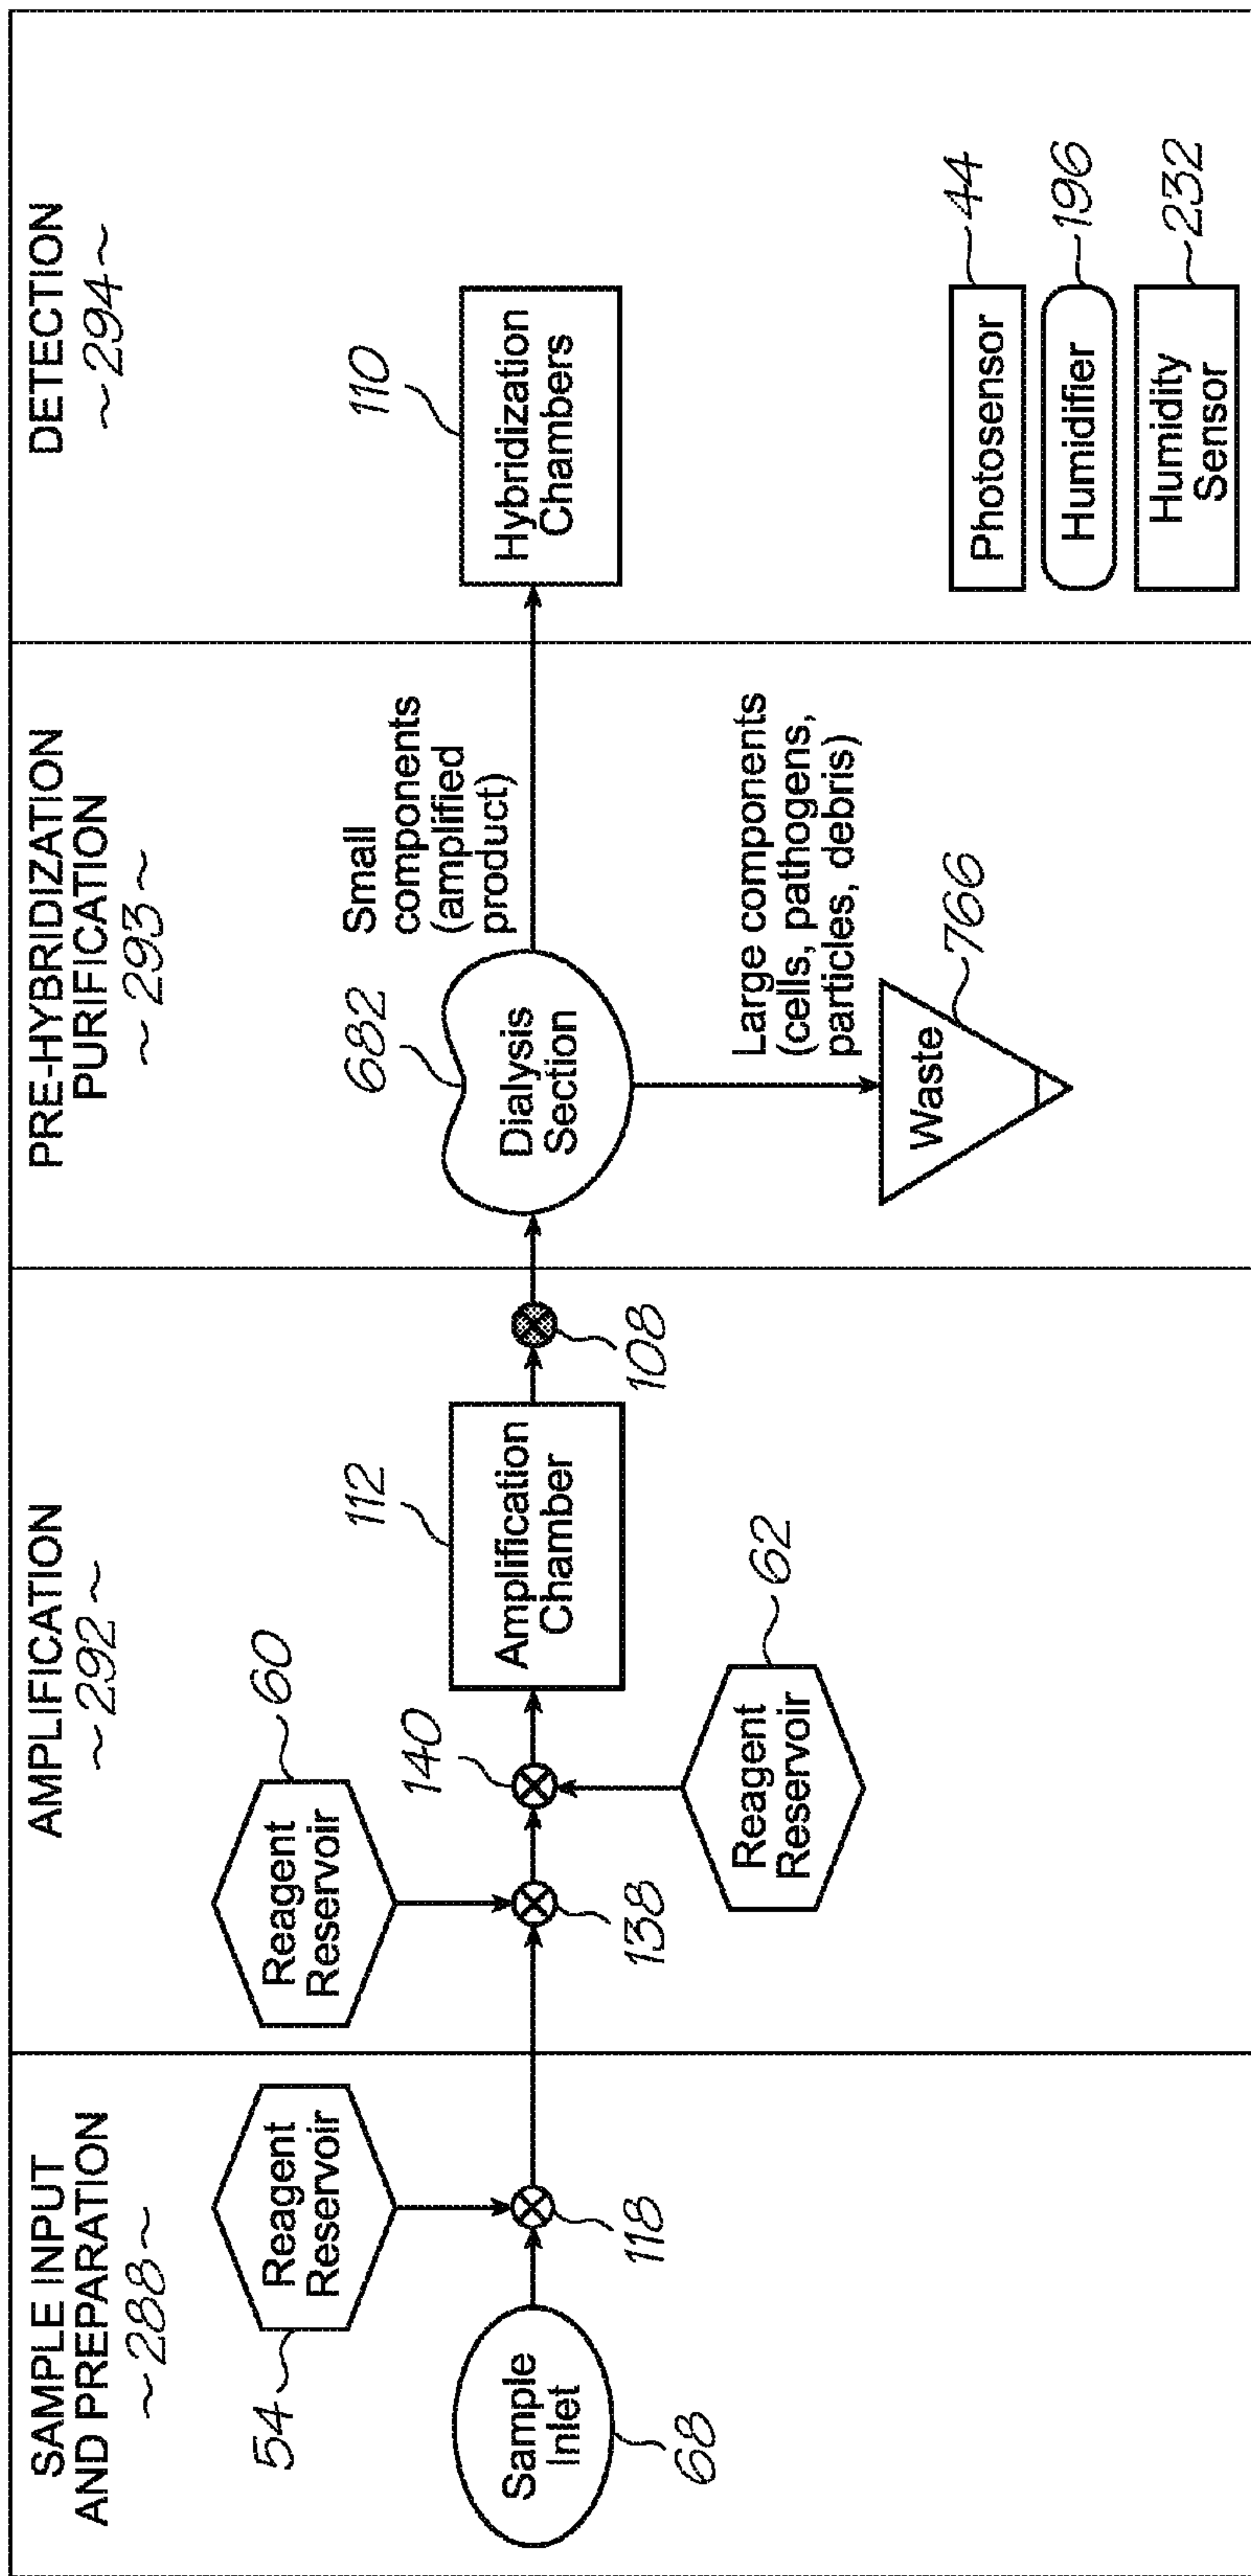 SAMPLE INPUT
AND PREPARATION
~288~
Reagent
Reservoir
54
118
Sample
Inlet
68
AMPLIFICATION
~292~
Reagent
Reservoir
60
138
140
Reagent
Reservoir
62
112
Amplification
Chamber
108
PRE-HYBRIDIZATION
PURIFICATION
~293~
682
Dialysis
Section
Small
components
(amplified
product)
Large components
(cells, pathogens,
particles, debris)
Waste
766
DETECTION
~294~
110
Hybridization
Chambers
Photosensor
44
Humidifier
196
Humidity
Sensor
232